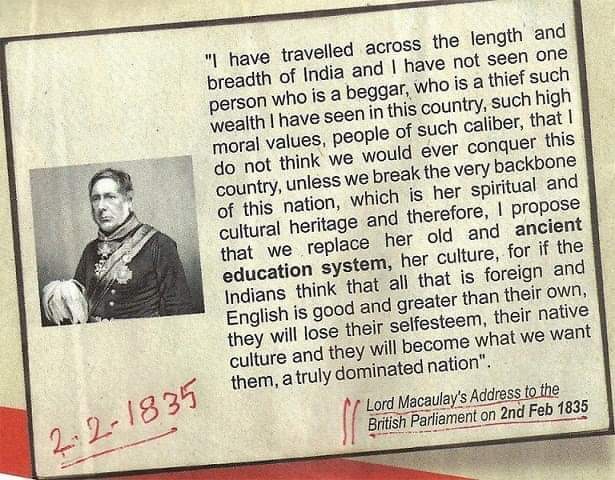 "I have travelled across the length and
breadth of India and I have not seen one
person who is a beggar, who is a thief such
wealth I have seen in this country, such high
moral values, people of such caliber, that I
do not think we would ever conquer this
country, unless we break the very backbone
of this nation, which is her spiritual and
cultural heritage and therefore, I propose
that we replace her old and ancient
education system, her culture, for if the
Indians think that all that is foreign and
English is good and greater than their own,
they will lose their selfesteem, their native
culture and they will become what we want
them, a truly dominated nation".
Lord Macaulay's Address to the
British Parliament on 2nd Feb 1835
2-2-1835